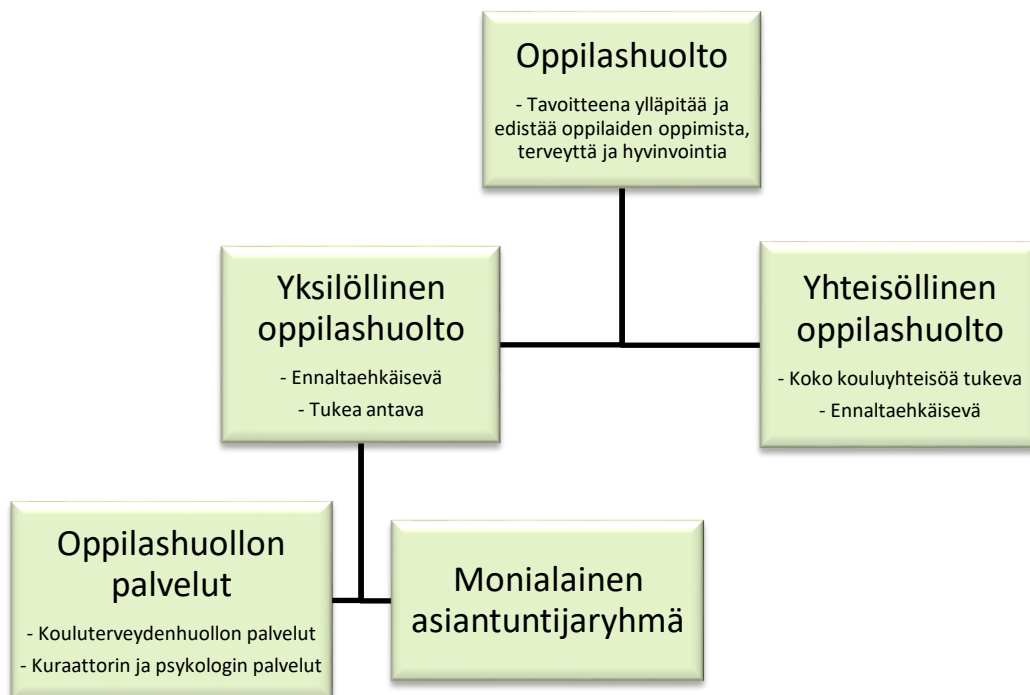 Oppilashuolto
- Tavoitteena ylläpitää ja
edistää oppilaiden oppimista,
terveyttä ja hyvinvointia
Yksilöllinen
oppilashuolto
- Ennaltaehkäisevä
- Tukea antava
Yhteisöllinen
oppilashuolto
- Koko kouluyhteisöä tukeva
- Ennaltaehkäisevä
Oppilashuollon
palvelut
- Kouluterveydenhuollon palvelut
- Kuraattorin ja psykologin palvelut
Monialainen
asiantuntijaryhmä